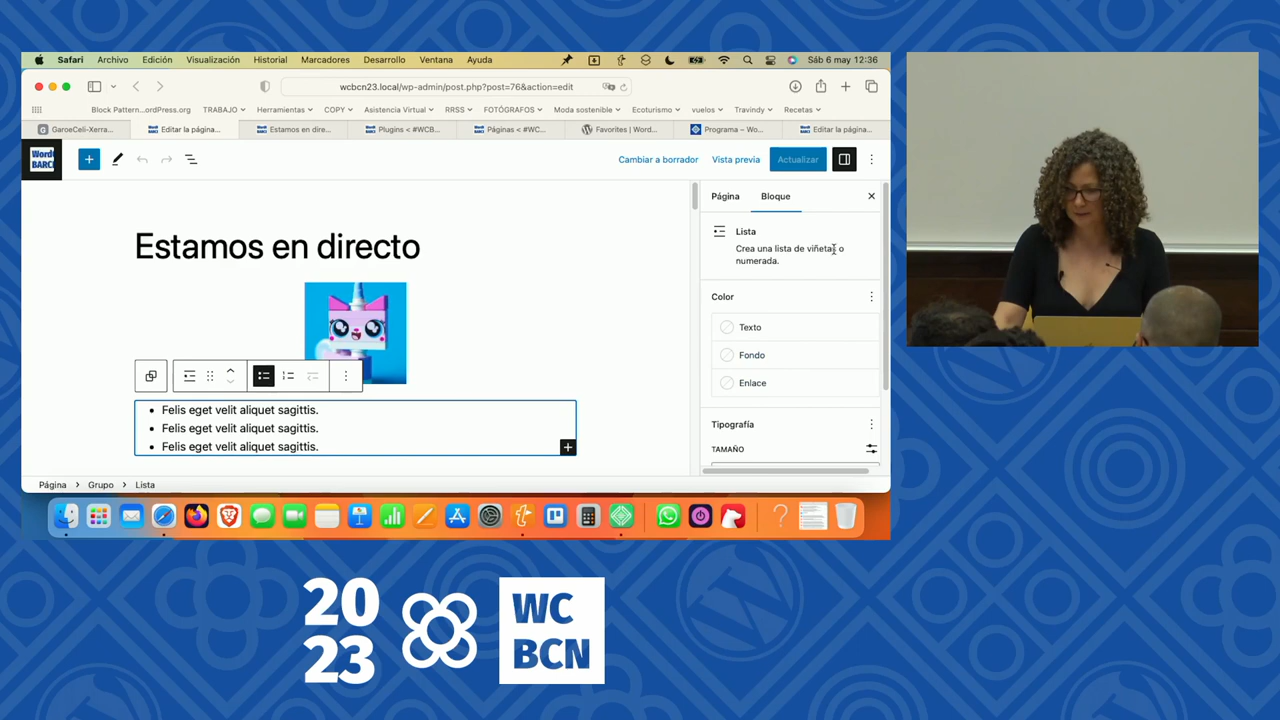 Safari Archivo Edición Visualización Historial Marcadores Desarrollo Ventana Ayuda Sáb 6 may 12:36
wcbcn23.local/wp-admin/post.php?post=76&action=edit
Block Pattern...ordPress.org TRABAJO Herramientas COPY Asistencia Virtual RRSS FOTÓGRAFOS Moda sostenible Ecoturismo vuelos Travindy Recetas
GaroeCeli-Xerra... Editar la página... Estamos en dire... Plugins < #WCB... Páginas < #WC... Favorites | Word... Programa – Wo... Editar la página...
Cambiar a borrador Vista previa Actualizar
Página Bloque
Estamos en directo
Lista
Crea una lista de viñetas o
numerada.
Color
Texto
Fondo
Enlace
Tipografía
TAMAÑO
• Felis eget velit aliquet sagittis.
• Felis eget velit aliquet sagittis.
• Felis eget velit aliquet sagittis.
Página > Grupo > Lista
20
23
WC
BCN